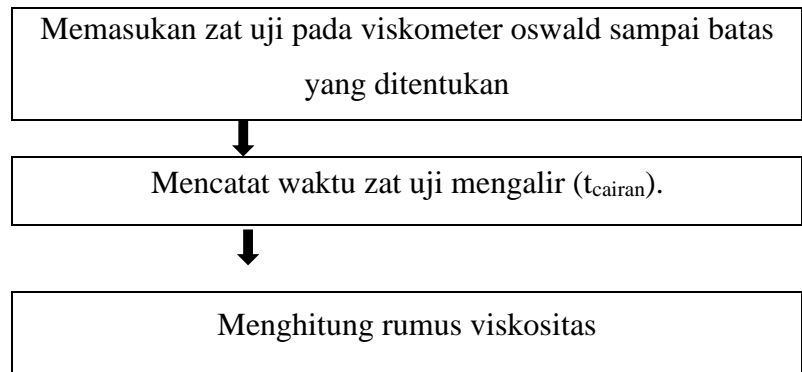 Memasukan zat uji pada viskometer oswald sampai batas
yang ditentukan
Mencatat waktu zat uji mengalir (tcairan).
Menghitung rumus viskositas